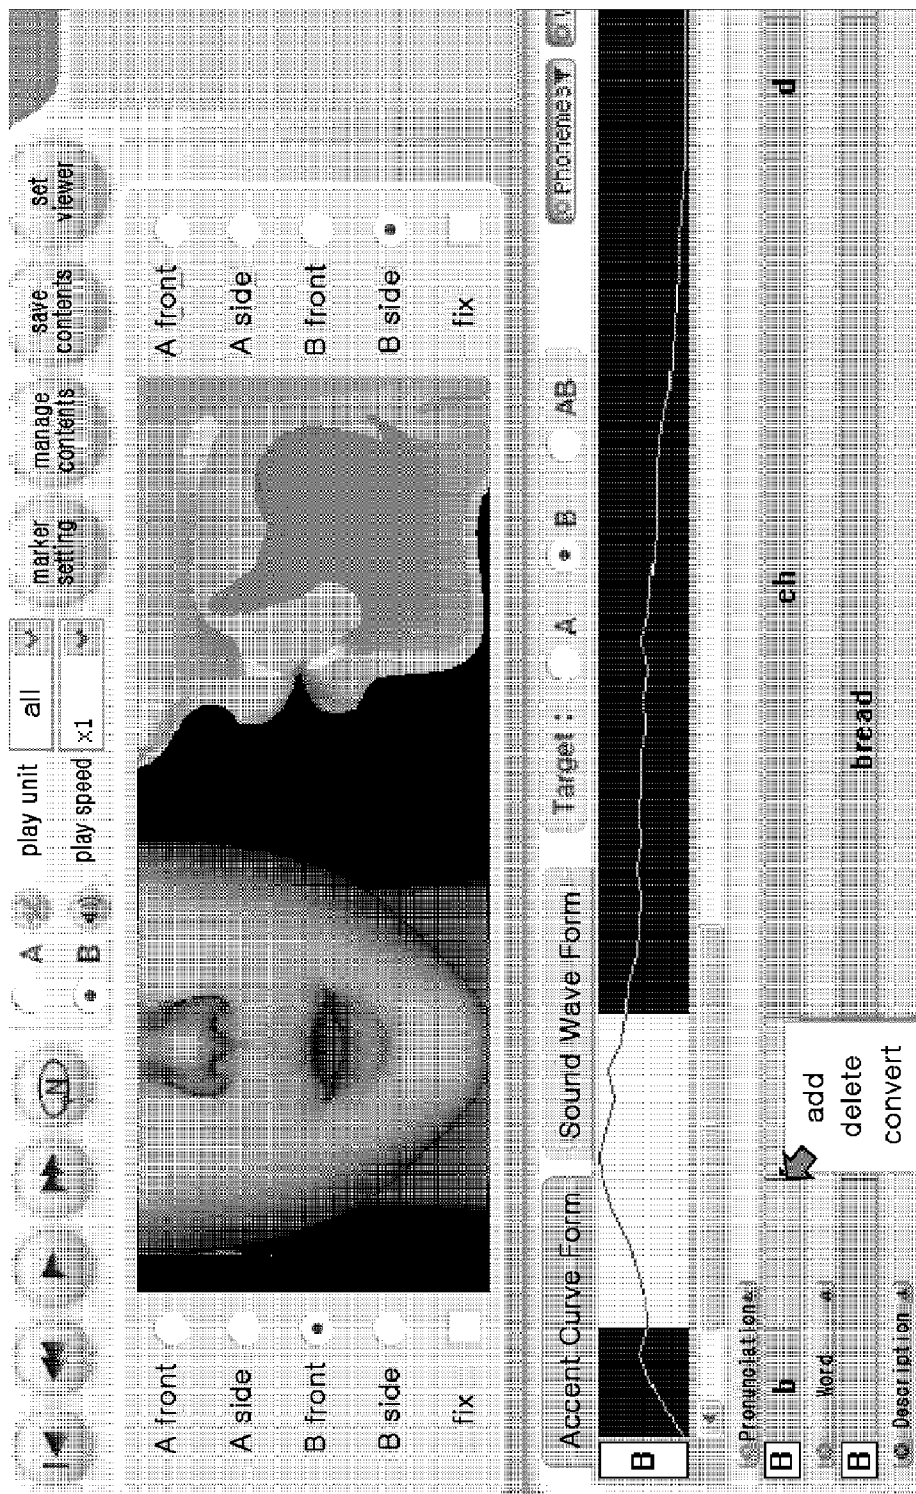 N
A
B
play unit
all
play speed
x1
marker
setting
manage
contents
save
contents
set
viewer
A front
A side
B front
B side
fix
A front
A side
B front
B side
fix
Accent Curve Form
Sound Wave Form
Target :
A
B
AB
Phonemes▼
B
Pronunciation
B
b
eh
d
Word
B
bread
add
delete
convert
Description